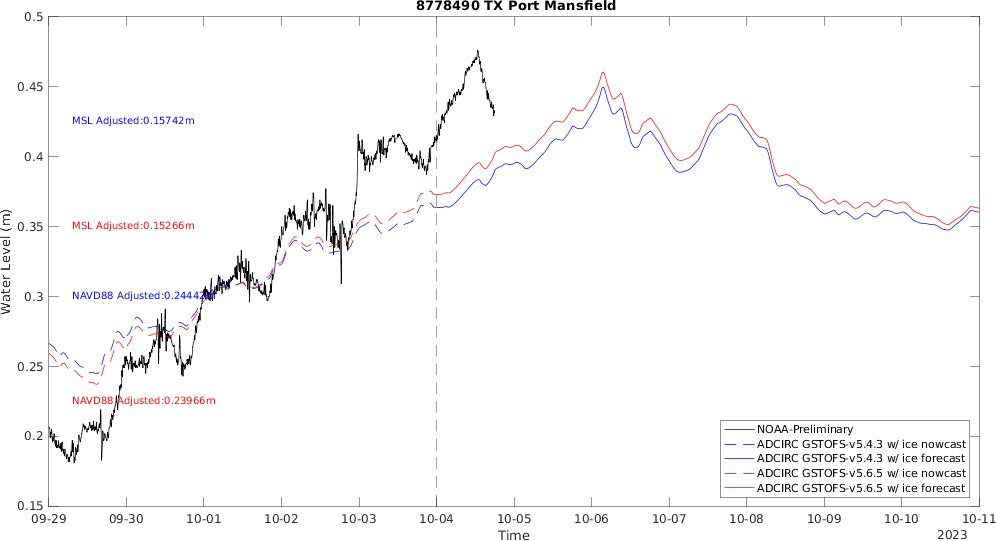 8778490 TX Port Mansfield
0.5
0.45
0.4
0.35
0.3
0.25
0.2
0.15
Water Level (m)
MSL Adjusted:0.15742m
MSL Adjusted:0.15266m
NAVD88 Adjusted:0.24442m
NAVD88 Adjusted:0.23966m
NOAA-Preliminary
ADCIRC GSTOFS-v5.4.3 w/ ice nowcast
ADCIRC GSTOFS-v5.4.3 w/ ice forecast
ADCIRC GSTOFS-v5.6.5 w/ ice nowcast
ADCIRC GSTOFS-v5.6.5 w/ ice forecast
09-29 09-30 10-01 10-02 10-03 10-04 10-05 10-06 10-07 10-08 10-09 10-10 10-11
Time
2023